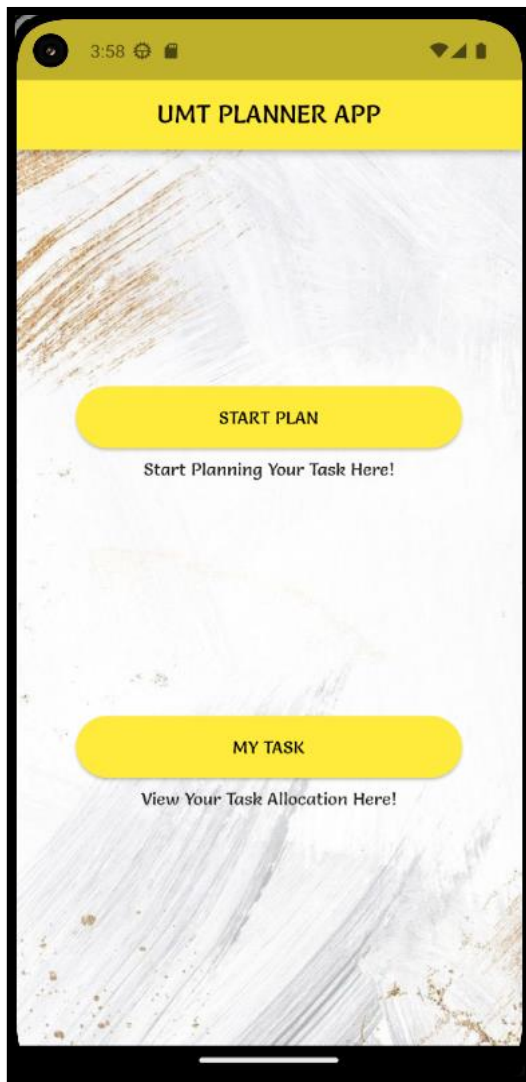 3:58
UMT PLANNER APP
START PLAN
Start Planning Your Task Here!
MY TASK
View Your Task Allocation Here!